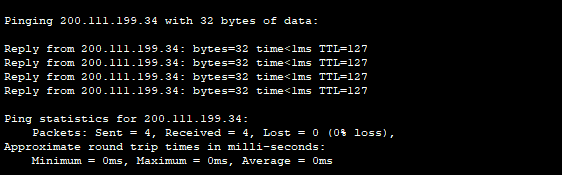 Pinging 200.111.199.34 with 32 bytes of data:
Reply from 200.111.199.34: bytes=32 time<1ms TTL=127
Reply from 200.111.199.34: bytes=32 time<1ms TTL=127
Reply from 200.111.199.34: bytes=32 time<1ms TTL=127
Reply from 200.111.199.34: bytes=32 time<1ms TTL=127
Ping statistics for 200.111.199.34:
Packets: Sent = 4, Received = 4, Lost = 0 (0% loss),
Approximate round trip times in milli-seconds:
Minimum = 0ms, Maximum = 0ms, Average = 0ms